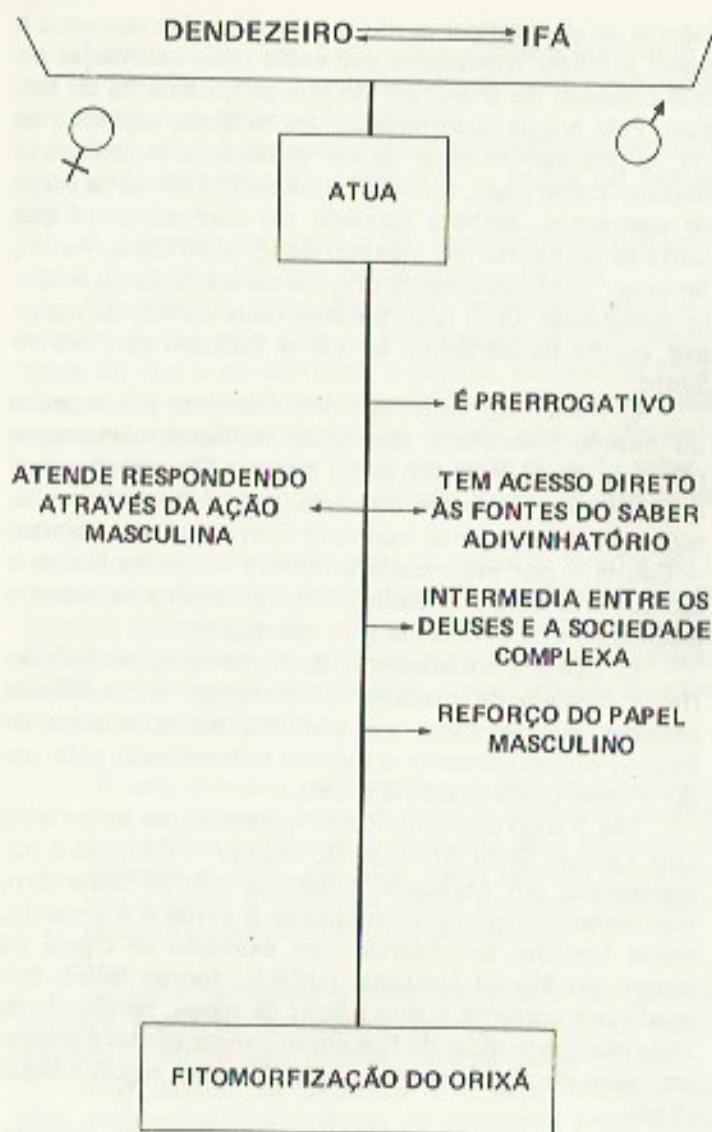 DENDEZEIRO IFÁ
ATUA
É PRERROGATIVO
ATENDE RESPONDENDO
ATRAVÉS DA AÇÃO
MASCULINA
TEM ACESSO DIRETO
ÀS FONTES DO SABER
ADIVINHATÓRIO
INTERMEDIA ENTRE OS
DEUSES E A SOCIEDADE
COMPLEXA
REFORÇO DO PAPEL
MASCULINO
FITOMORFIZAÇÃO DO ORIXÁ